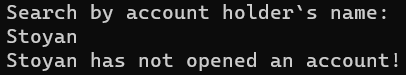 Search by account holder`s name:
Stoyan
Stoyan has not opened an account!